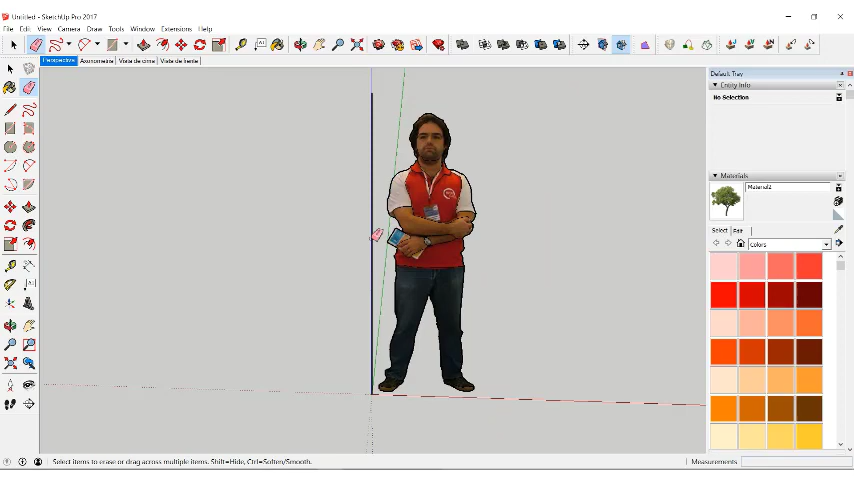 Untitled - SketchUp Pro 2017
File Edit View Camera Draw Tools Window Extensions Help
Perspectiva Axonometria Vista de cima Vista de frente
Default Tray
Entity Info
No Selection
Materials
Material2
Select Edit
Colors
Select items to erase or drag across multiple items. Shift=Hide, Ctrl=Soften/Smooth.
Measurements